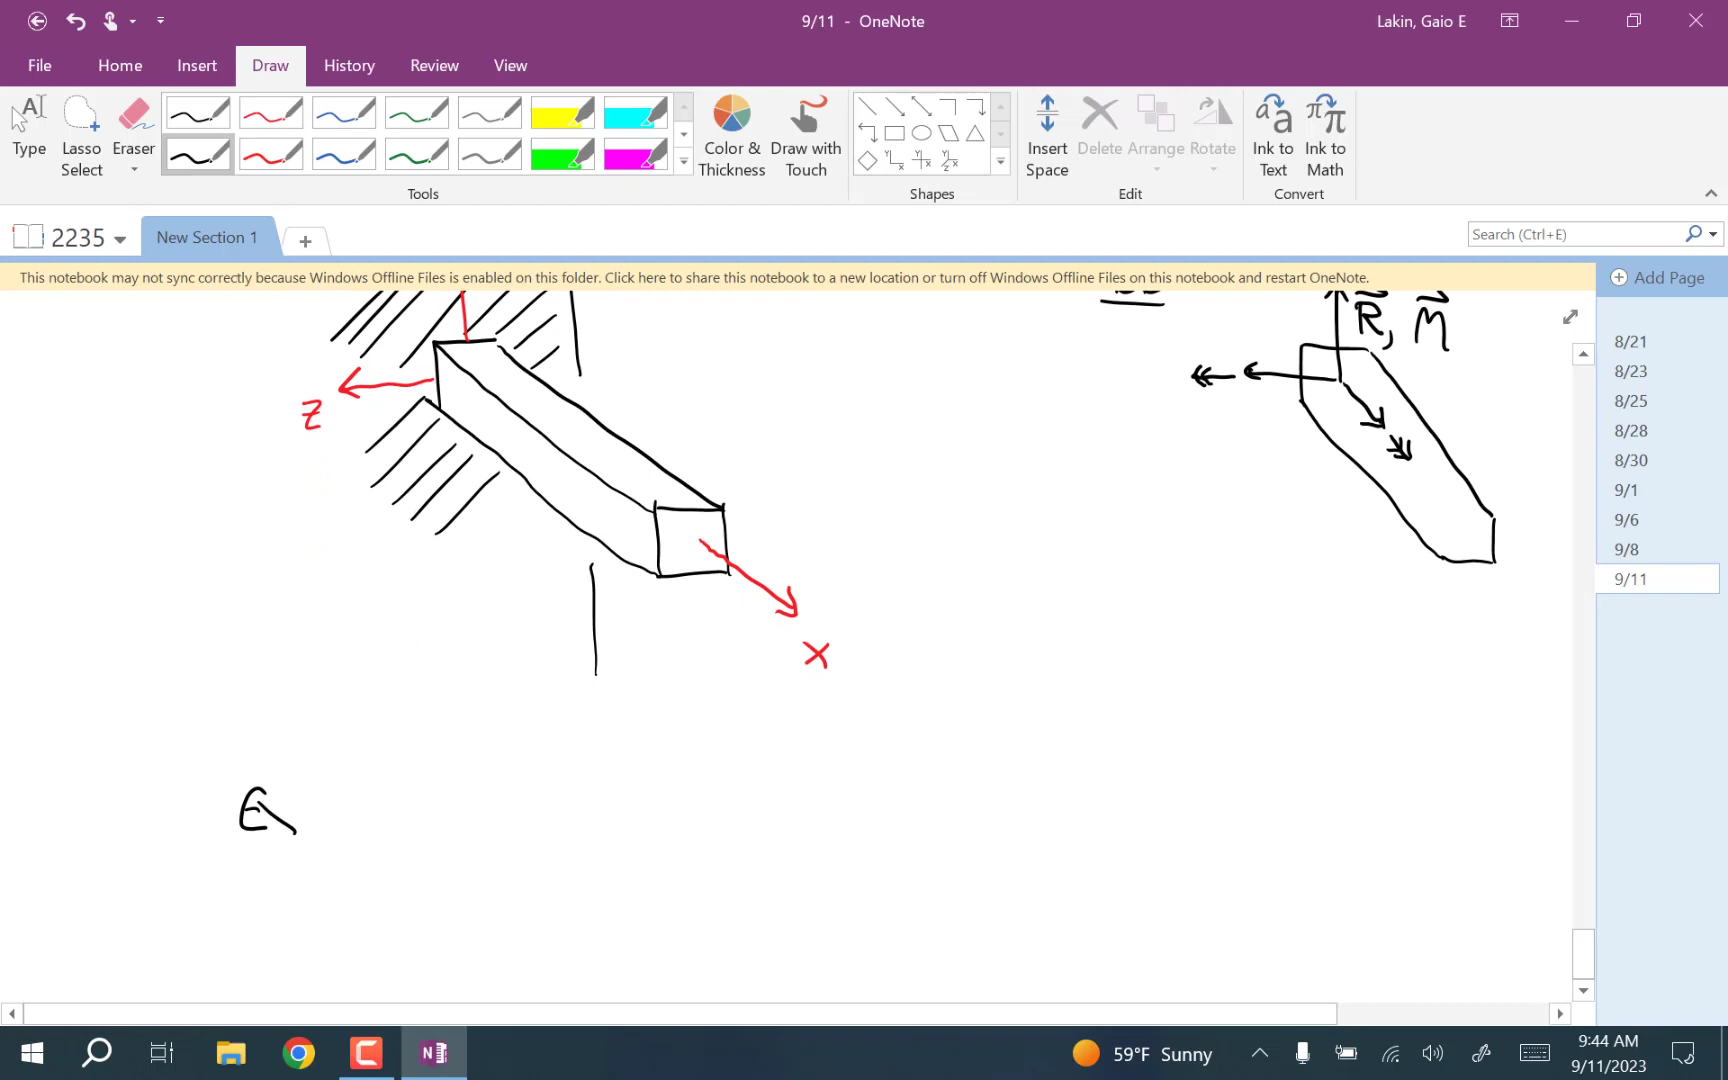 9/11 - OneNote
Lakin, Gaio E
File
Home
Insert
Draw
History
Review
View
Type
Lasso
Select
Eraser
Color &
Thickness
Draw with
Touch
Insert
Space
Delete
Arrange
Rotate
Ink to
Text
Ink to
Math
Tools
Shapes
Edit
Convert
2235
New Section 1
Search (Ctrl+E)
This notebook may not sync correctly because Windows Offline Files is enabled on this folder. Click here to share this notebook to a new location or turn off Windows Offline Files on this notebook and restart OneNote.
Add Page
8/21
8/23
8/25
8/28
8/30
9/1
9/6
9/8
9/11
R, M
z
x
E
59°F Sunny
9:44 AM
9/11/2023